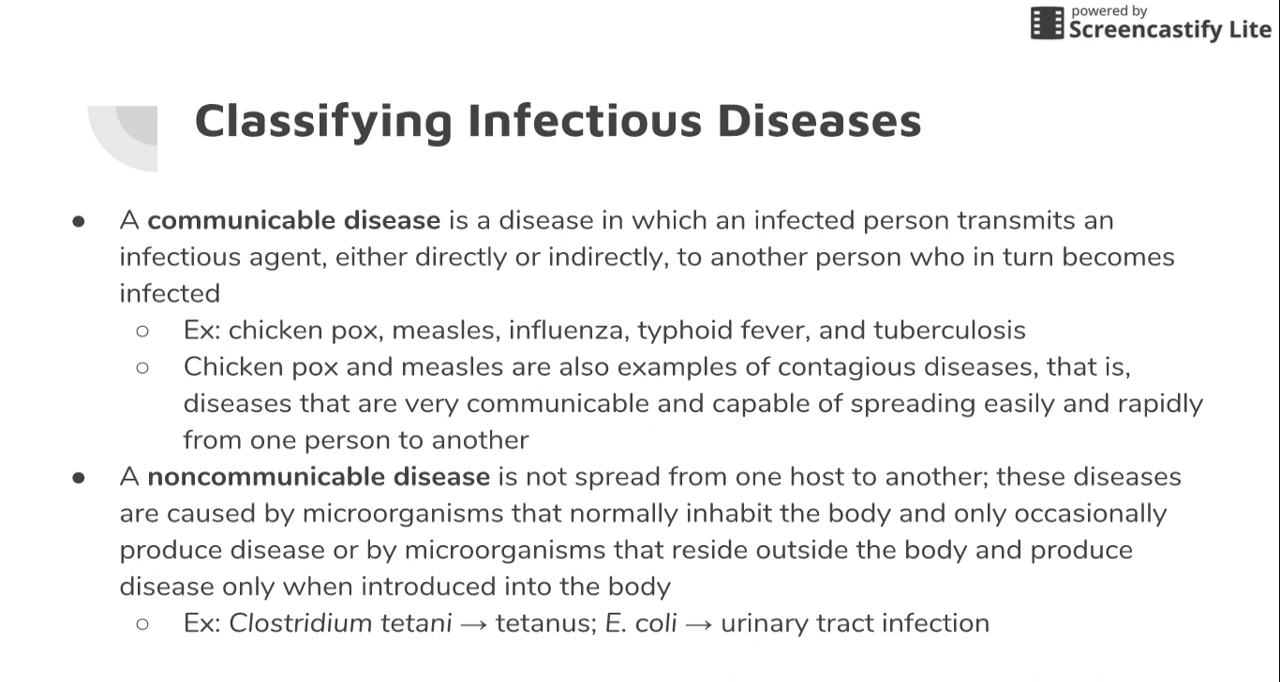 powered by
Screencastify Lite
Classifying Infectious Diseases
● A communicable disease is a disease in which an infected person transmits an
infectious agent, either directly or indirectly, to another person who in turn becomes
infected
○ Ex: chicken pox, measles, influenza, typhoid fever, and tuberculosis
○ Chicken pox and measles are also examples of contagious diseases, that is,
diseases that are very communicable and capable of spreading easily and rapidly
from one person to another
● A noncommunicable disease is not spread from one host to another; these diseases
are caused by microorganisms that normally inhabit the body and only occasionally
produce disease or by microorganisms that reside outside the body and produce
disease only when introduced into the body
○ Ex: Clostridium tetani → tetanus; E. coli → urinary tract infection